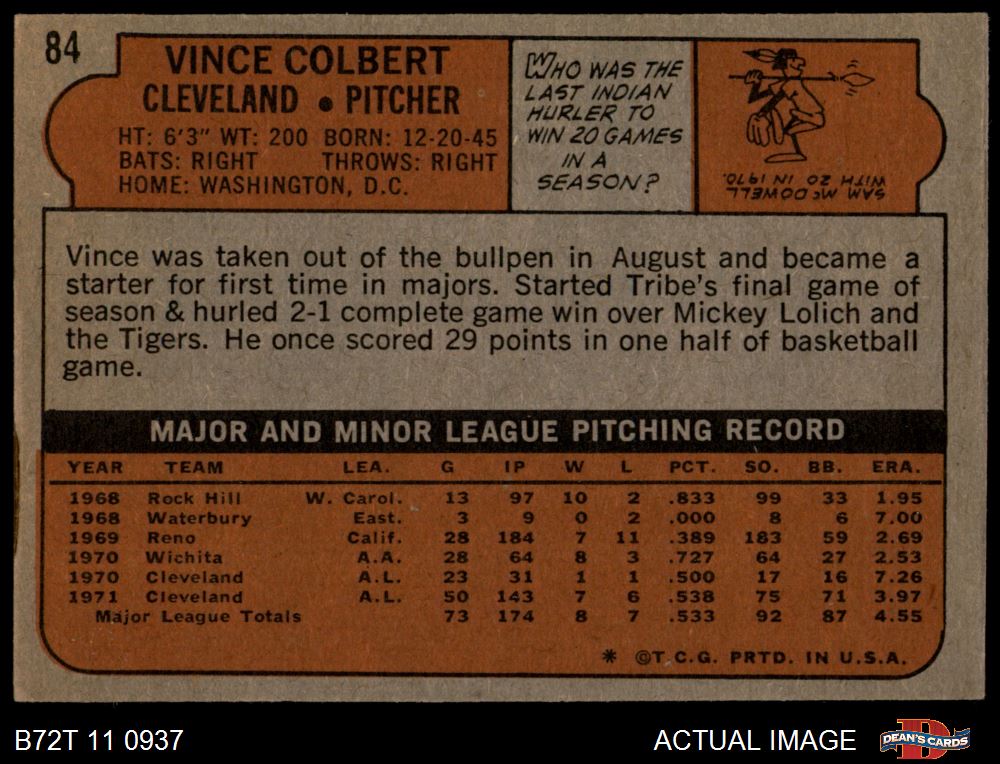 84
VINCE COLBERT
CLEVELAND • PITCHER
HT: 6'3" WT: 200 BORN: 12-20-45
BATS: RIGHT THROWS: RIGHT
HOME: WASHINGTON, D.C.
WHO WAS THE
LAST INDIAN
HURLER TO
WIN 20 GAMES
IN A
SEASON?
SAM McDOWELL
WITH 20 IN 1970.
Vince was taken out of the bullpen in August and became a
starter for first time in majors. Started Tribe's final game of
season & hurled 2-1 complete game win over Mickey Lolich and
the Tigers. He once scored 29 points in one half of basketball
game.
MAJOR AND MINOR LEAGUE PITCHING RECORD
YEAR TEAM LEA. G IP W L PCT. SO. BB. ERA.
1968 Rock Hill W. Carol. 13 97 10 2 .833 99 33 1.95
1968 Waterbury East. 3 9 0 2 .000 8 6 7.00
1969 Reno Calif. 28 184 7 11 .389 183 59 2.69
1970 Wichita A.A. 28 64 8 3 .727 64 27 2.53
1970 Cleveland A.L. 23 31 1 1 .500 17 16 7.26
1971 Cleveland A.L. 50 143 7 6 .538 75 71 3.97
Major League Totals 73 174 8 7 .533 92 87 4.55
* ©T.C.G. PRTD. IN U.S.A.
B72T 11 0937
ACTUAL IMAGE
D
DEAN'S CARDS